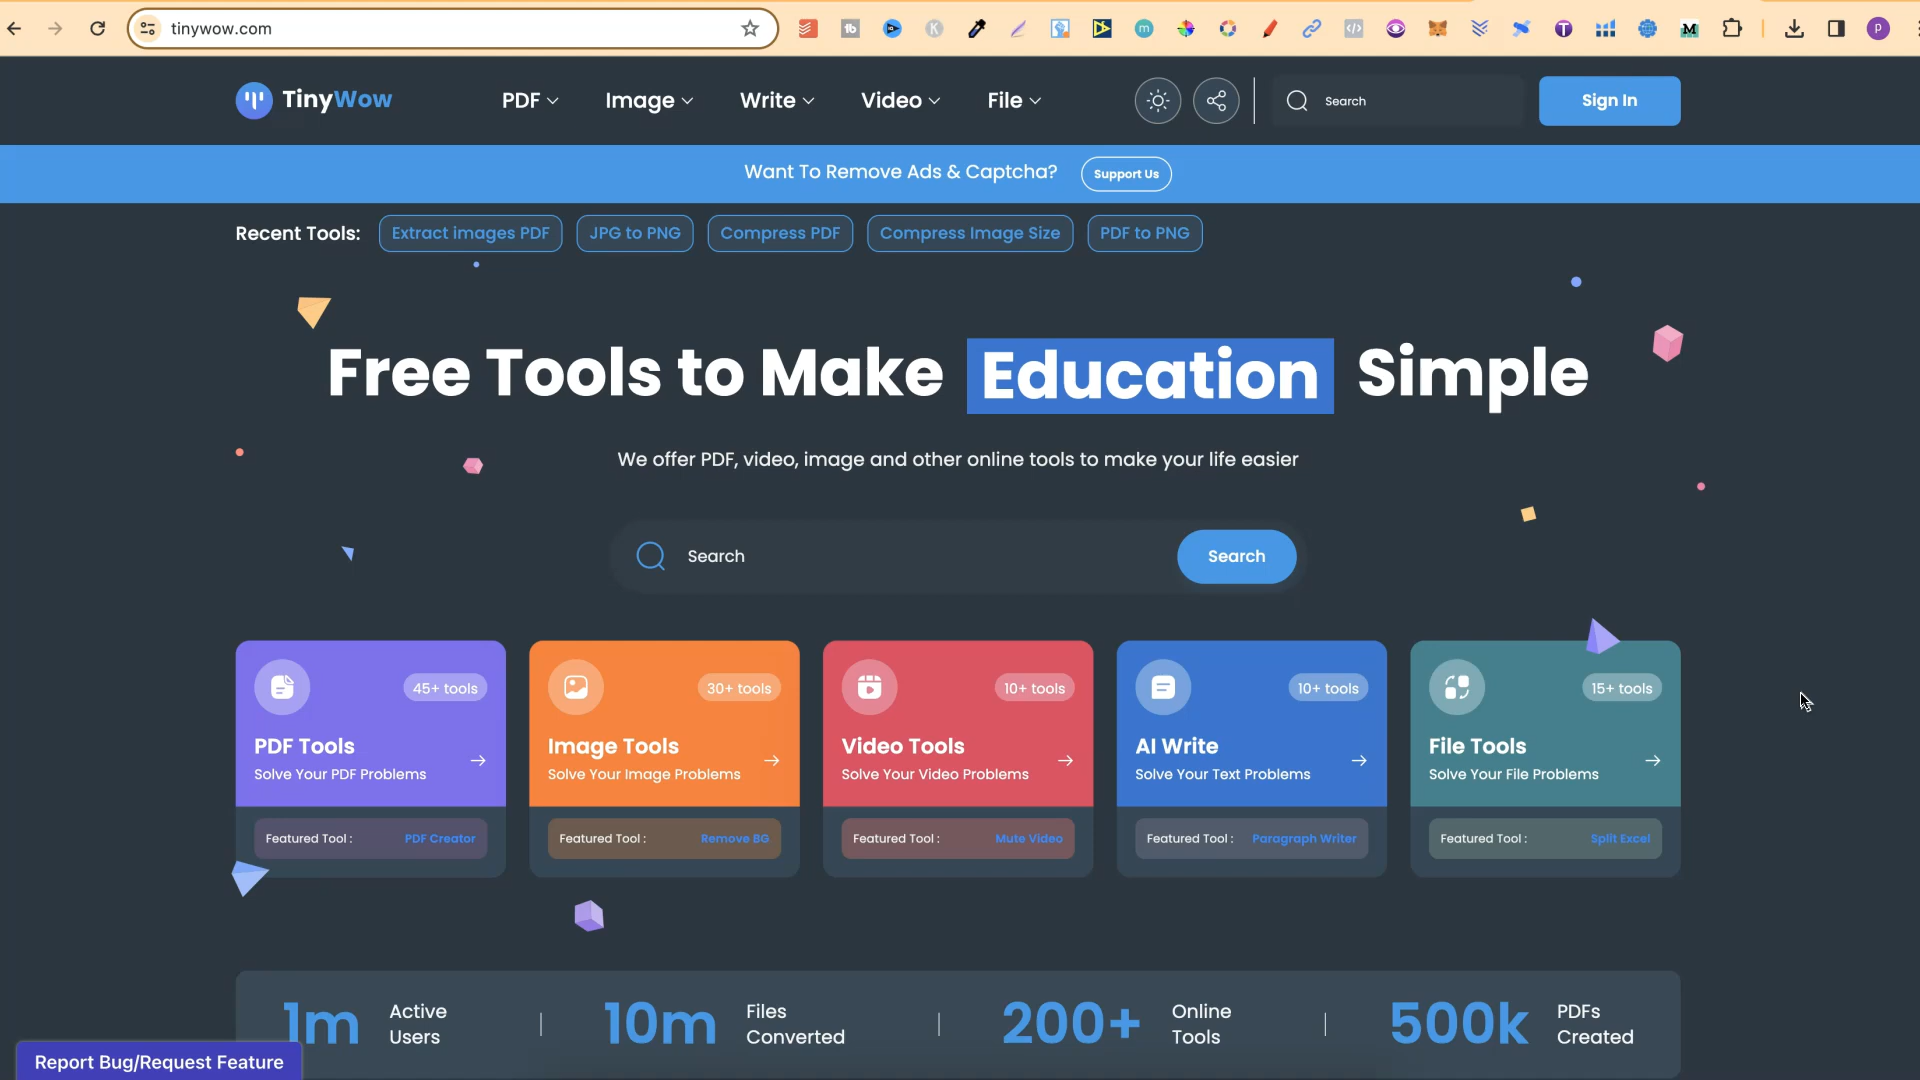 tinywow.com
TinyWow
PDF
Image
Write
Video
File
Search
Sign In
Want To Remove Ads & Captcha?
Support Us
Recent Tools:
Extract images PDF
JPG to PNG
Compress PDF
Compress Image Size
PDF to PNG
Free Tools to Make Education Simple
We offer PDF, video, image and other online tools to make your life easier
Search
Search
45+ tools
PDF Tools
Solve Your PDF Problems
Featured Tool :
PDF Creator
30+ tools
Image Tools
Solve Your Image Problems
Featured Tool :
Remove BG
10+ tools
Video Tools
Solve Your Video Problems
Featured Tool :
Mute Video
10+ tools
AI Write
Solve Your Text Problems
Featured Tool :
Paragraph Writer
15+ tools
File Tools
Solve Your File Problems
Featured Tool :
Split Excel
1m
Active
Users
10m
Files
Converted
200+
Online
Tools
500k
PDFs
Created
Report Bug/Request Feature